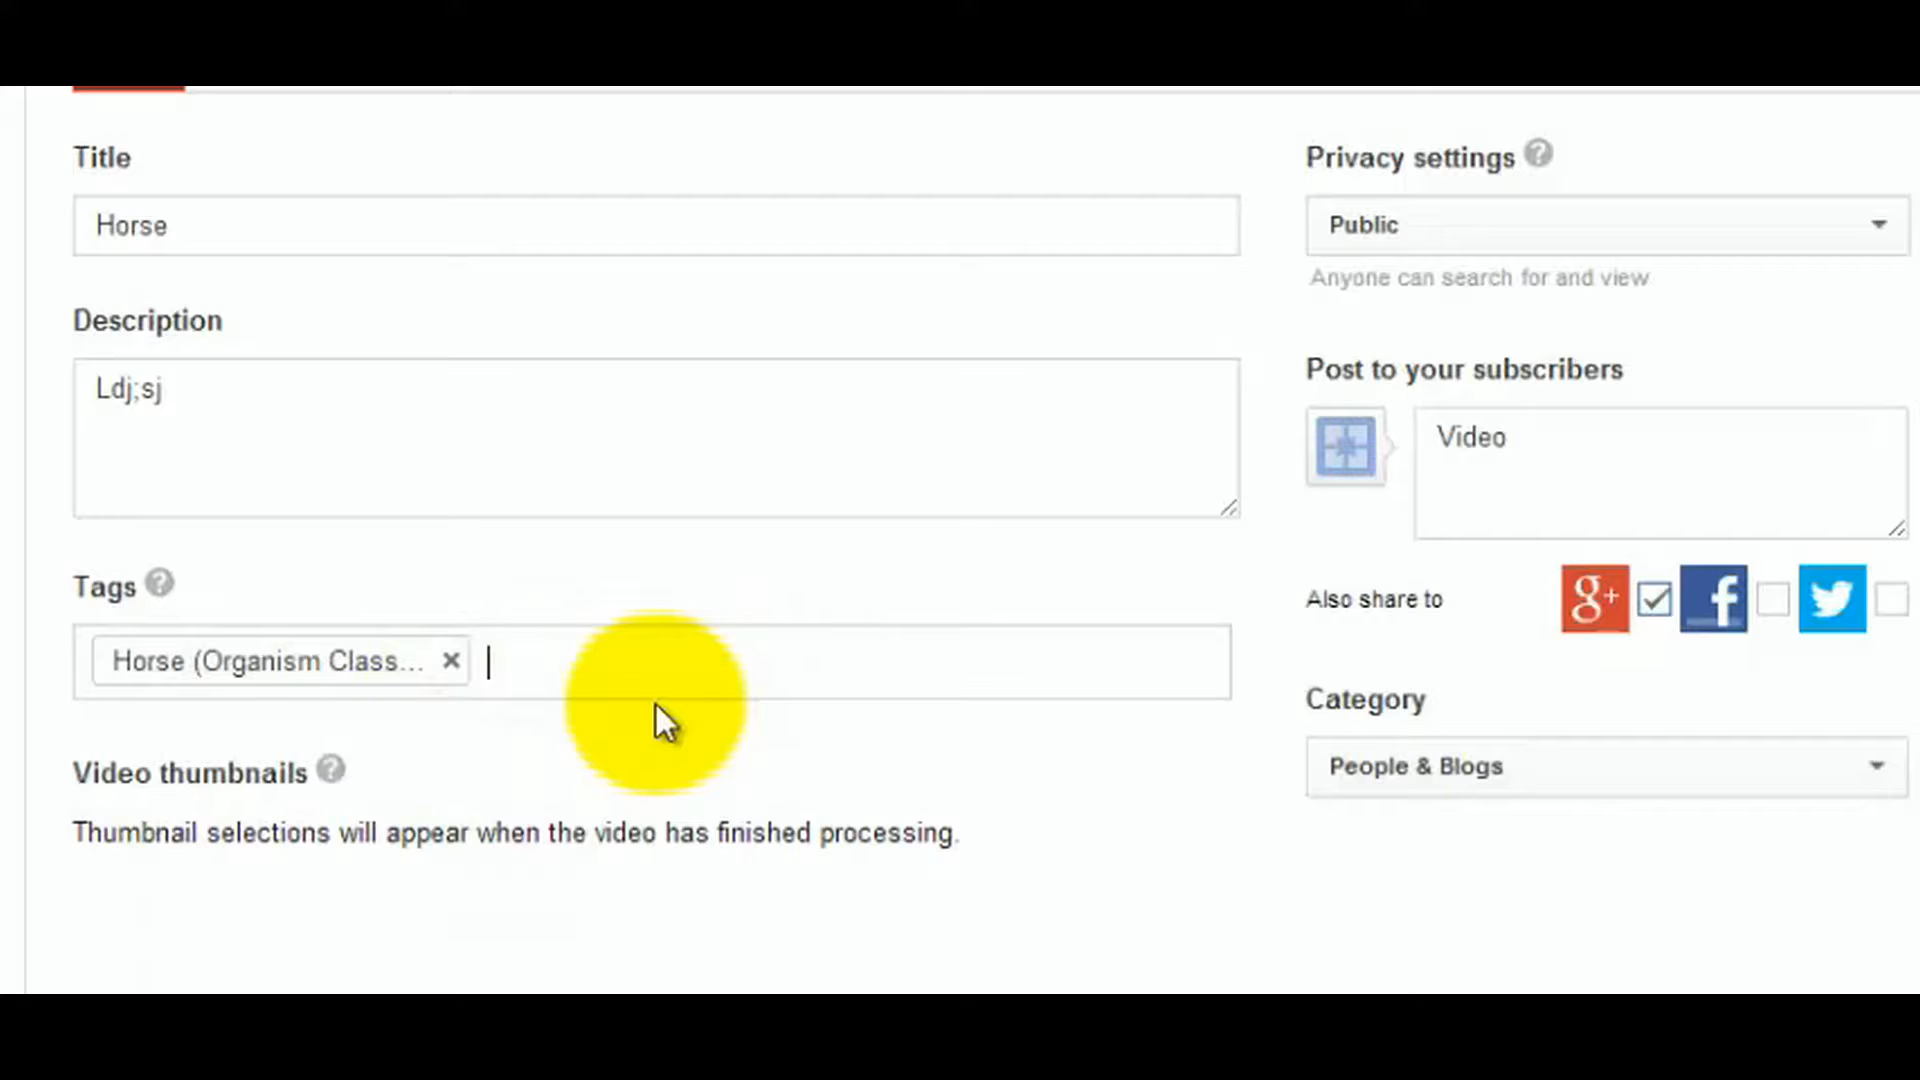 Title
Horse
Description
Ldj;sj
Tags ?
Horse (Organism Class... ×
Video thumbnails ?
Thumbnail selections will appear when the video has finished processing.
Privacy settings ?
Public
Anyone can search for and view
Post to your subscribers
Video
Also share to g+ f
Category
People & Blogs